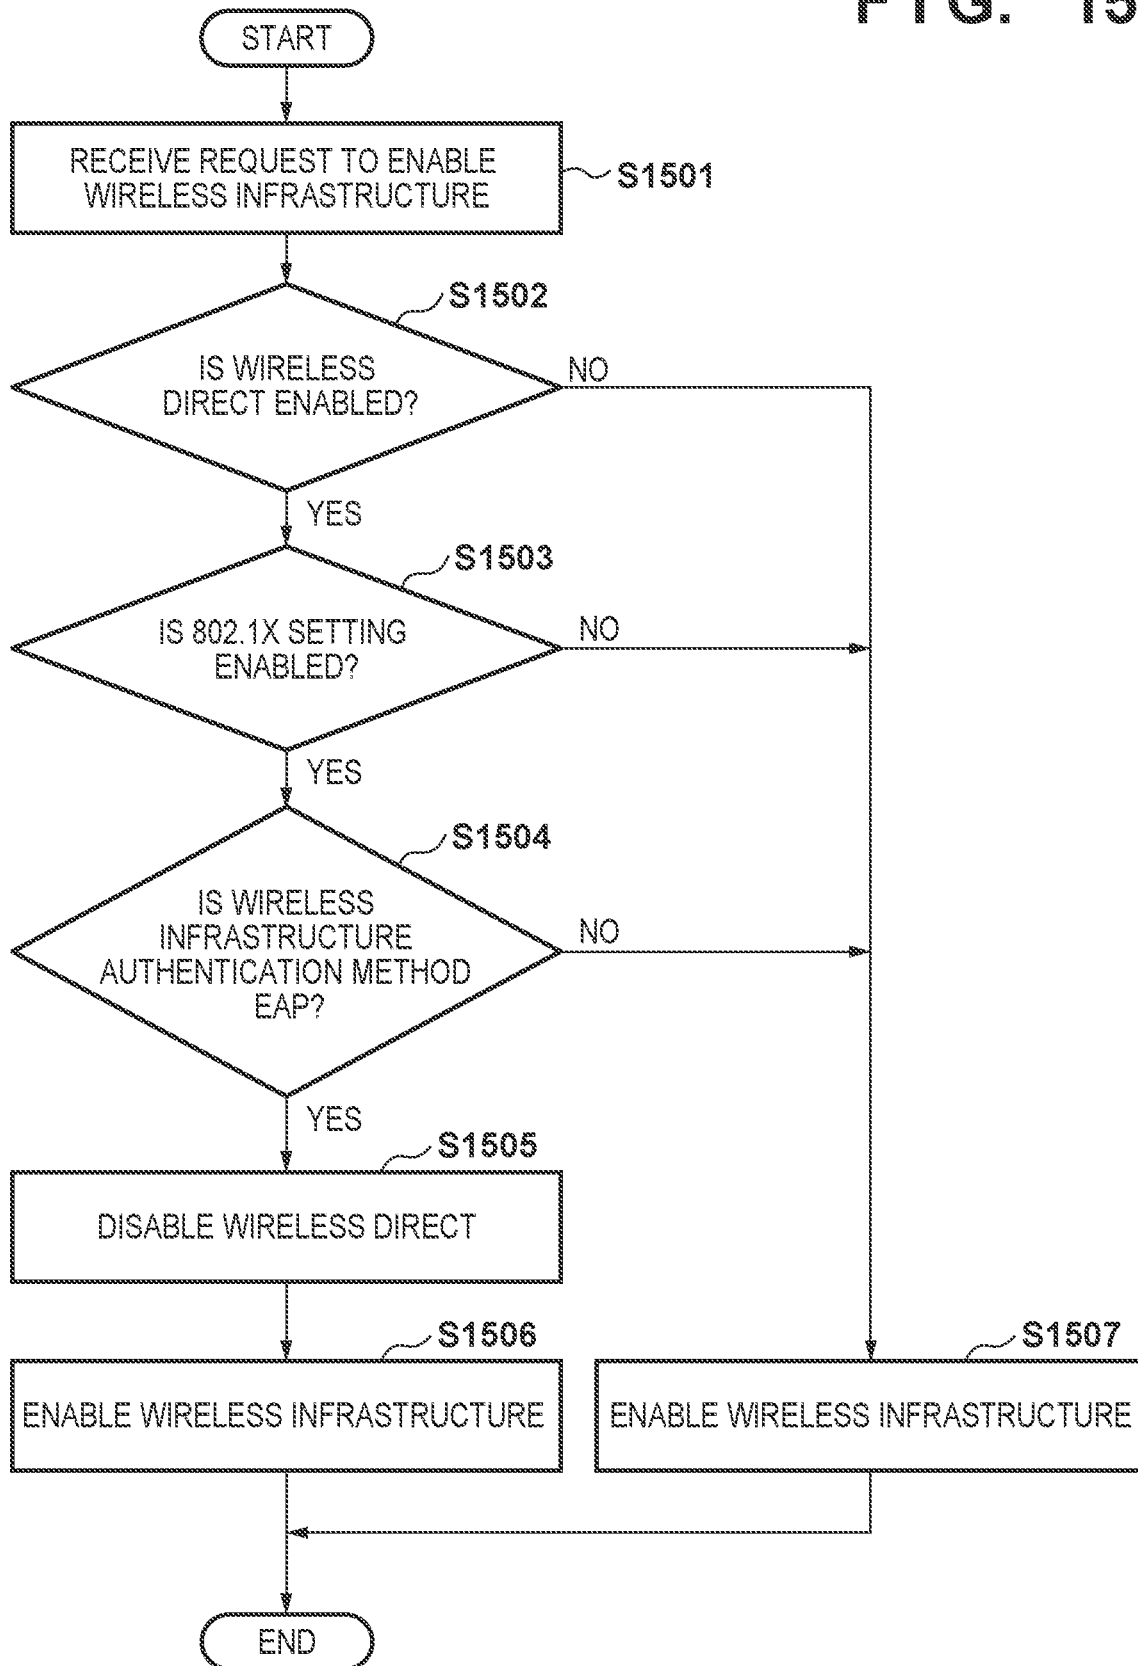 FIG. 15
START
RECEIVE REQUEST TO ENABLE
WIRELESS INFRASTRUCTURE
S1501
S1502
IS WIRELESS
DIRECT ENABLED?
NO
YES
S1503
IS 802.1X SETTING
ENABLED?
NO
YES
S1504
IS WIRELESS
INFRASTRUCTURE
AUTHENTICATION METHOD
EAP?
NO
YES
S1505
DISABLE WIRELESS DIRECT
S1506
ENABLE WIRELESS INFRASTRUCTURE
S1507
ENABLE WIRELESS INFRASTRUCTURE
END